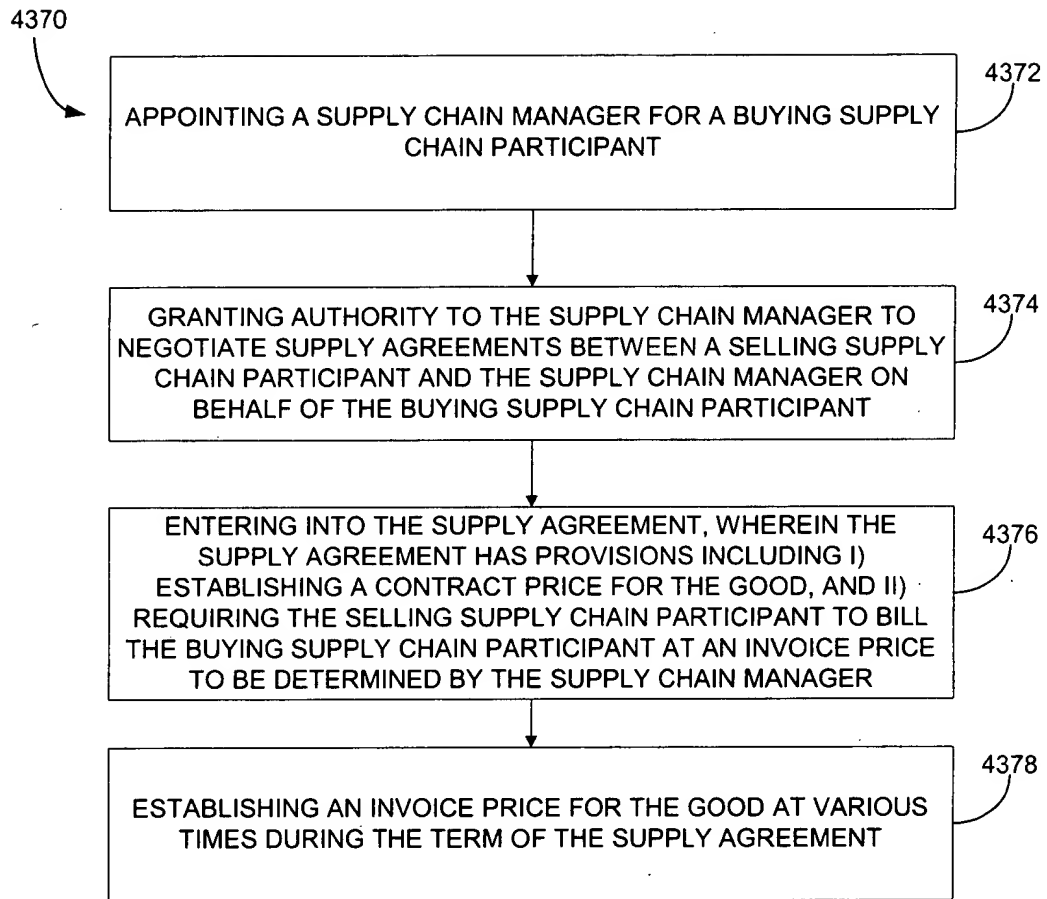 4370
4372
APPOINTING A SUPPLY CHAIN MANAGER FOR A BUYING SUPPLY
CHAIN PARTICIPANT
4374
GRANTING AUTHORITY TO THE SUPPLY CHAIN MANAGER TO
NEGOTIATE SUPPLY AGREEMENTS BETWEEN A SELLING SUPPLY
CHAIN PARTICIPANT AND THE SUPPLY CHAIN MANAGER ON
BEHALF OF THE BUYING SUPPLY CHAIN PARTICIPANT
4376
ENTERING INTO THE SUPPLY AGREEMENT, WHEREIN THE
SUPPLY AGREEMENT HAS PROVISIONS INCLUDING I)
ESTABLISHING A CONTRACT PRICE FOR THE GOOD, AND II)
REQUIRING THE SELLING SUPPLY CHAIN PARTICIPANT TO BILL
THE BUYING SUPPLY CHAIN PARTICIPANT AT AN INVOICE PRICE
TO BE DETERMINED BY THE SUPPLY CHAIN MANAGER
4378
ESTABLISHING AN INVOICE PRICE FOR THE GOOD AT VARIOUS
TIMES DURING THE TERM OF THE SUPPLY AGREEMENT